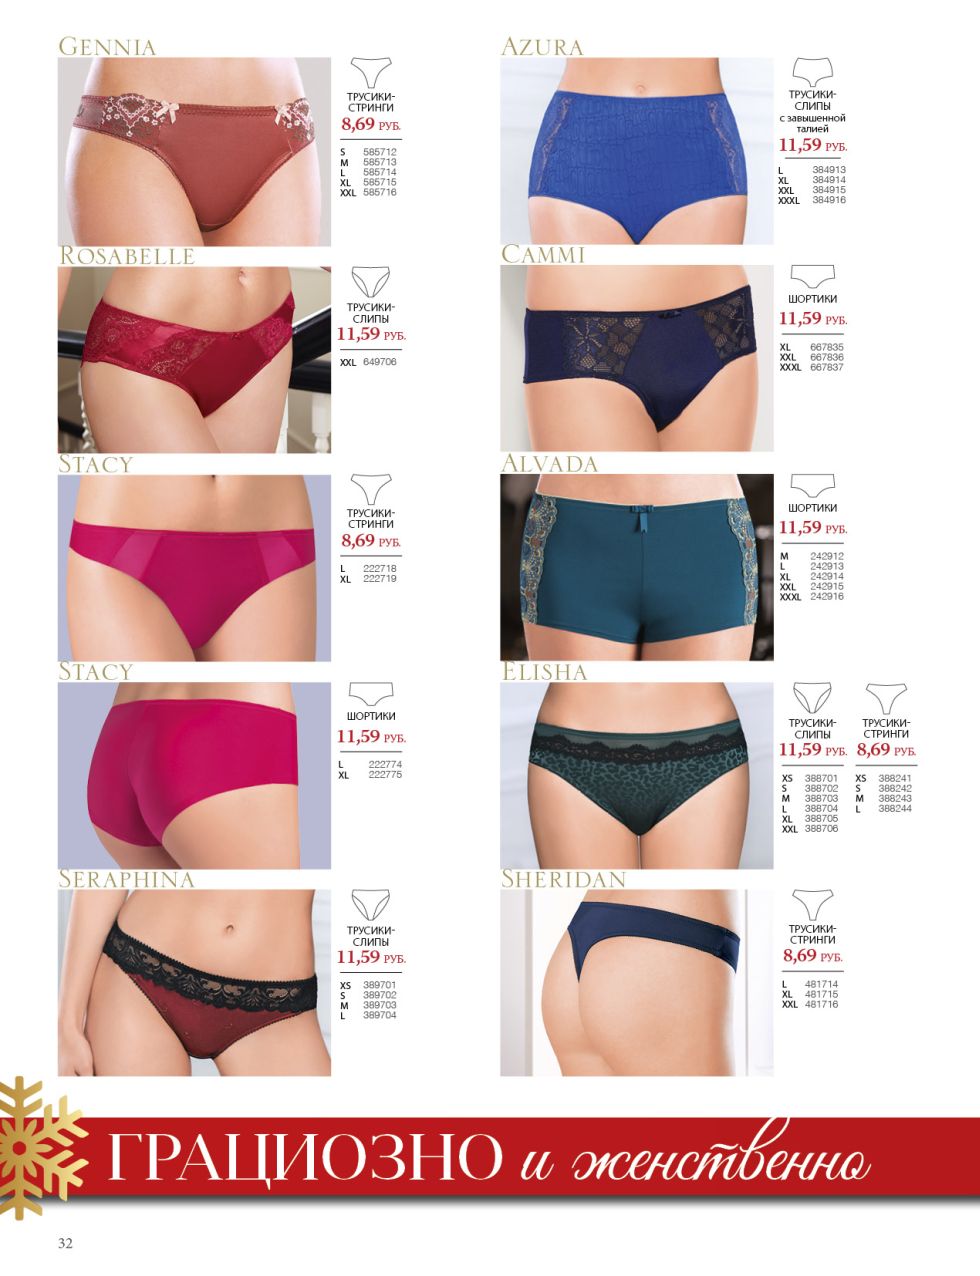 GENNIA
ТРУСИКИ-
СТРИНГИ
8,69 РУБ.
S 585712
M 585713
L 585714
XL 585715
XXL 585716
ROSABELLE
ТРУСИКИ-
СЛИПЫ
11,59 РУБ.
XXL 649706
STACY
ТРУСИКИ-
СТРИНГИ
8,69 РУБ.
L 222718
XL 222719
STACY
ШОРТИКИ
11,59 РУБ.
L 222774
XL 222775
SERAPHINA
ТРУСИКИ-
СЛИПЫ
11,59 РУБ.
XS 389701
S 389702
M 389703
L 389704
AZURA
ТРУСИКИ-
СЛИПЫ
с завышенной
талией
11,59 РУБ.
L 384913
XL 384914
XXL 384915
XXXL 384916
CAMMI
ШОРТИКИ
11,59 РУБ.
XL 667835
XXL 667836
XXXL 667837
ALVADA
ШОРТИКИ
11,59 РУБ.
M 242912
L 242913
XL 242914
XXL 242915
XXXL 242916
ELISHA
ТРУСИКИ-
СЛИПЫ
11,59 РУБ.
XS 388701
S 388702
M 388703
L 388704
XL 388705
XXL 388706
ТРУСИКИ-
СТРИНГИ
8,69 РУБ.
XS 388241
S 388242
M 388243
L 388244
SHERIDAN
ТРУСИКИ-
СТРИНГИ
8,69 РУБ.
L 481714
XL 481715
XXL 481716
ГРАЦИОЗНО и женственно
32